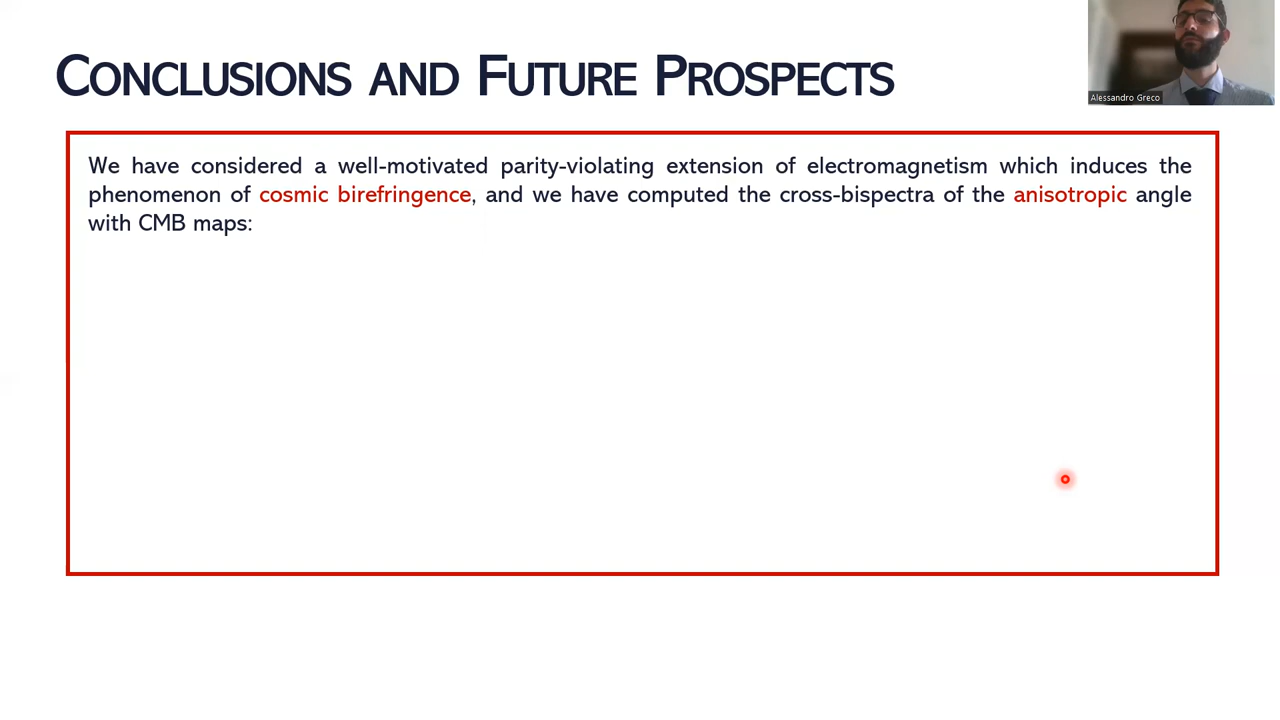 CONCLUSIONS AND FUTURE PROSPECTS
Alessandro Greco
We have considered a well-motivated parity-violating extension of electromagnetism which induces the
phenomenon of cosmic birefringence, and we have computed the cross-bispectra of the anisotropic angle
with CMB maps: